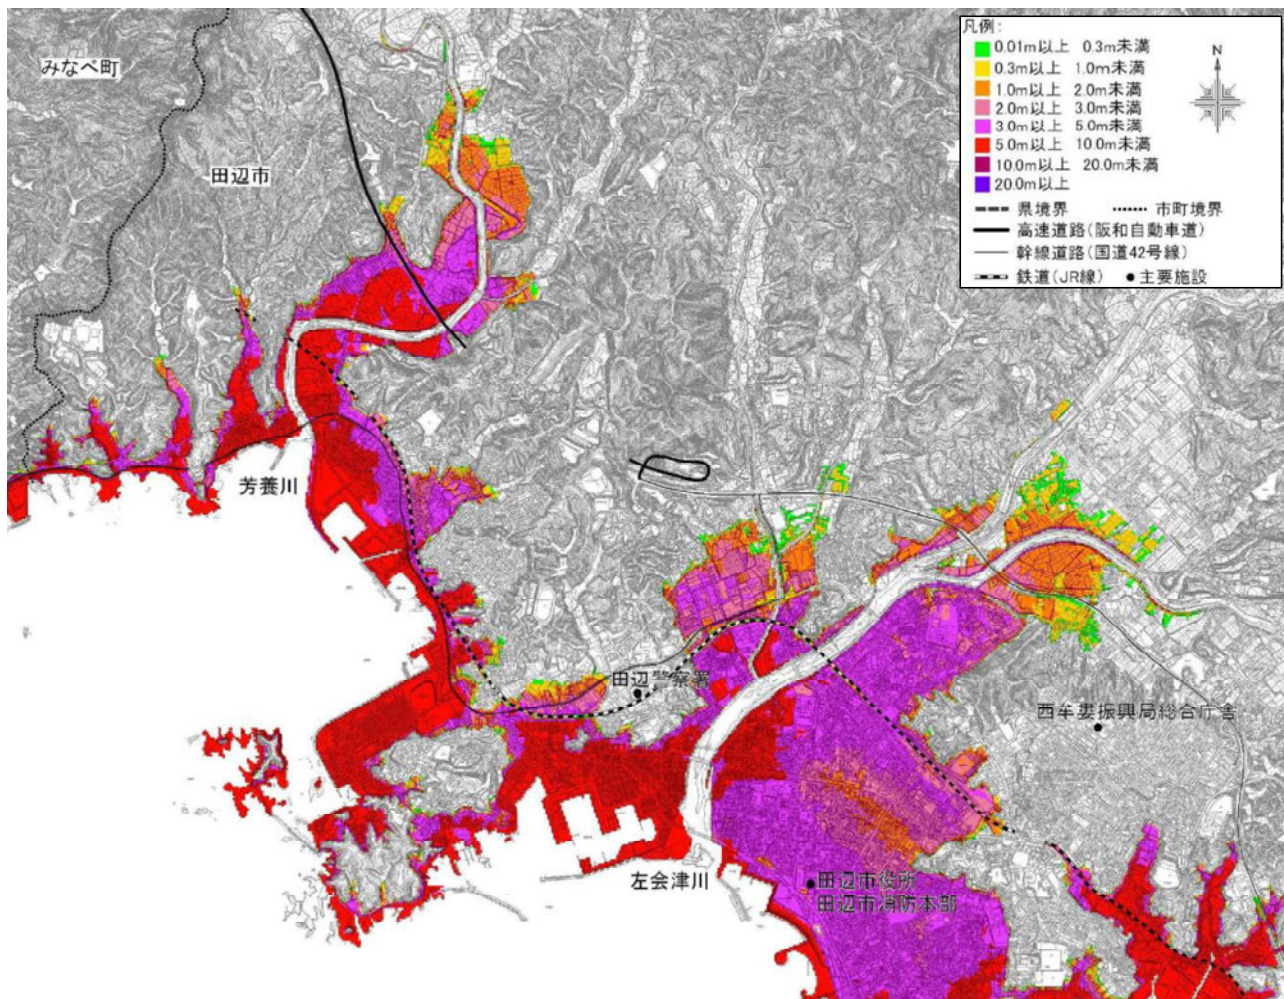 凡例:
0.01m以上 0.3m未満
0.3m以上 1.0m未満
1.0m以上 2.0m未満
2.0m以上 3.0m未満
3.0m以上 5.0m未満
5.0m以上 10.0m未満
10.0m以上 20.0m未満
20.0m以上
N
県境界 市町境界
高速道路(阪和自動車道)
幹線道路(国道42号線)
鉄道(JR線) 主要施設
みなべ町
田辺市
芳養川
田辺警察署
西牟婁振興局総合庁舎
左会津川
田辺市役所
田辺市消防本部